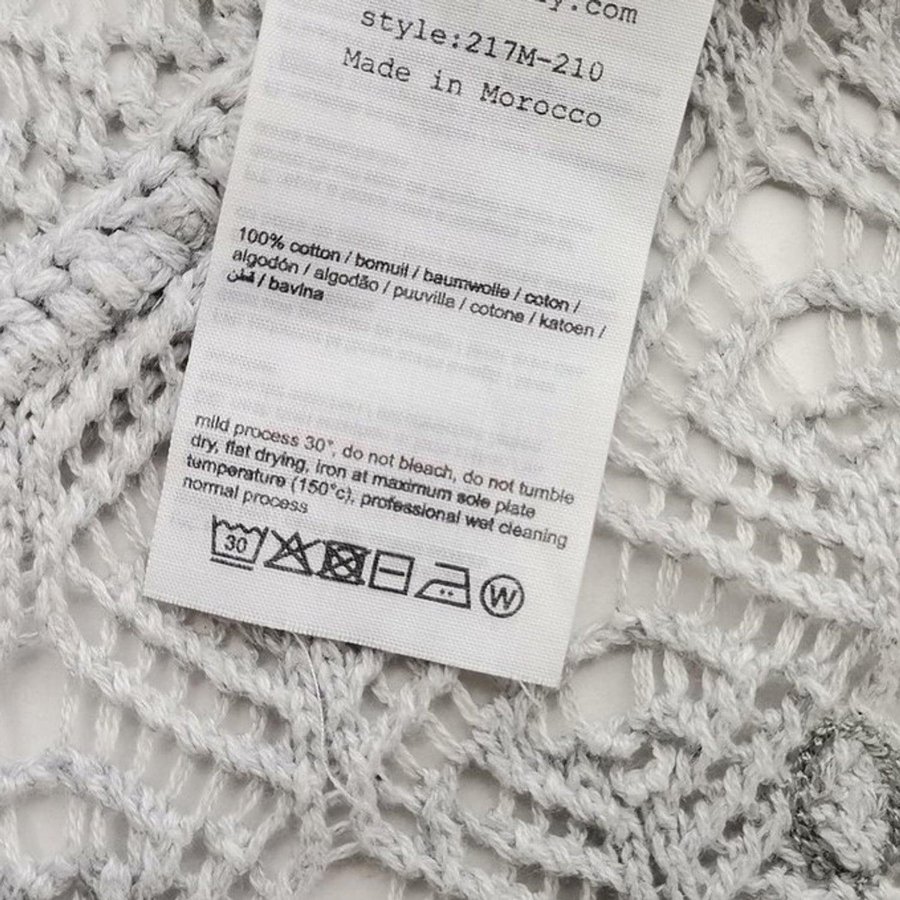 .com
style:217M-210
Made in Morocco
100% cotton / bomull / baumwolle / coton /
algodón / algodão / puuvilla / cotone / katoen /
قطن / bavlna
mild process 30°, do not bleach, do not tumble
dry, flat drying, iron at maximum sole plate
temperature (150°c), professional wet cleaning
normal process
30 W